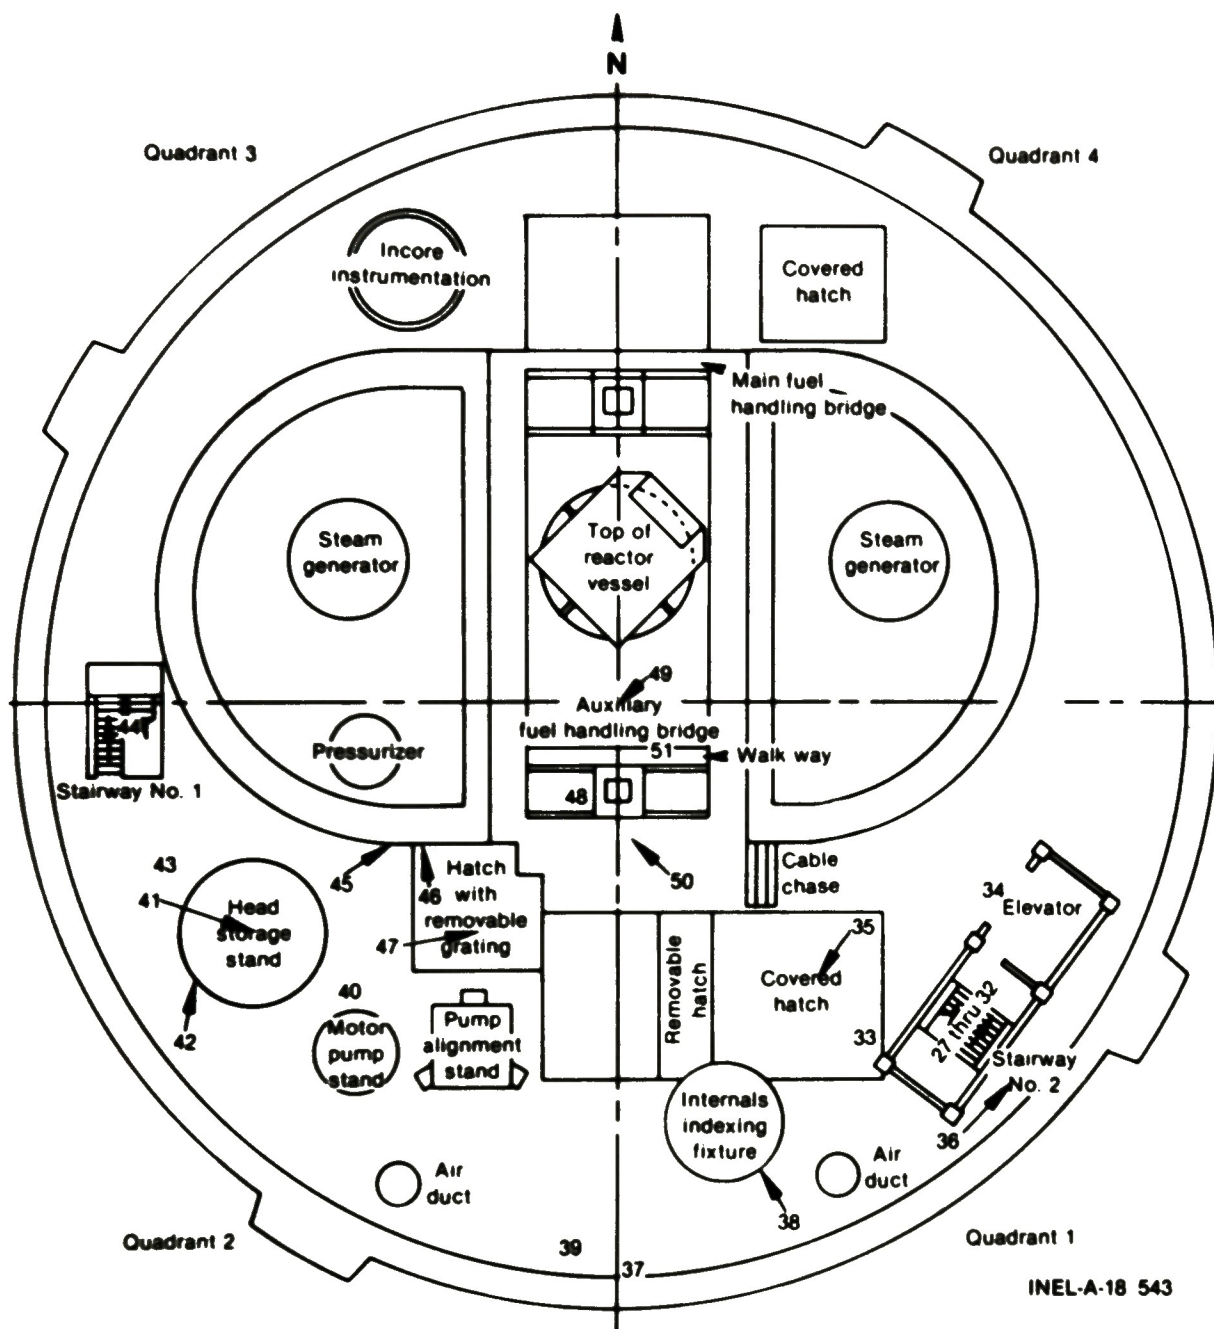 N
Quadrant 3
Quadrant 4
Incore
instrumentation
Covered
hatch
Main fuel
handling bridge
Steam
generator
Top of
reactor
vessel
Steam
generator
49
Auxiliary
fuel handling bridge
51
Walk way
44
Pressurizer
Stairway No. 1
48
43
41
Head
storage
stand
42
45
46
Hatch
with
removable
grating
47
50
Cable
chase
34
Elevator
35
Removable
hatch
Covered
hatch
33
27 thru 32
Stairway
No. 2
36
40
Motor
pump
stand
Pump
alignment
stand
Internals
indexing
fixture
38
Air
duct
Air
duct
39
37
Quadrant 2
Quadrant 1
INEL-A-18 543